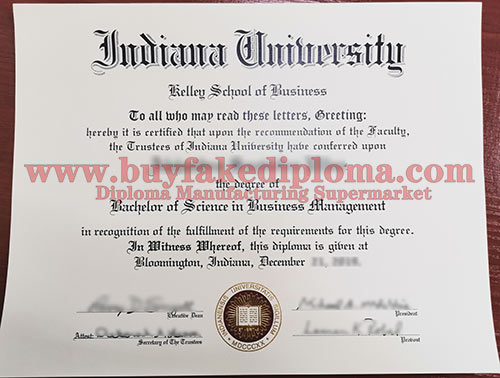 Indiana University
Kelley School of Business
To all who may read these letters, Greeting:
hereby it is certified that upon the recommendation of the Faculty,
the Trustees of Indiana University have conferred upon
www.buyfakediploma.com
the degree of
Diploma Manufacturing Supermarket
Bachelor of Science in Business Management
in recognition of the fulfillment of the requirements for this degree.
In Witness Whereof, this diploma is given at
Bloomington, Indiana, December
Executive Dean
President
Attest
Secretary of The Trustees
Provost
MDCCCXX